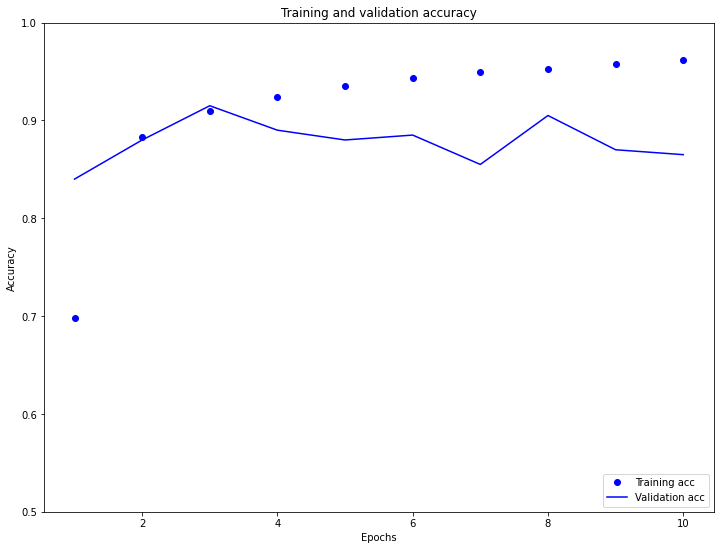 Training and validation accuracy
1.0
0.9
0.8
0.7
0.6
0.5
Accuracy
2 4 6 8 10
Epochs
Training acc
Validation acc